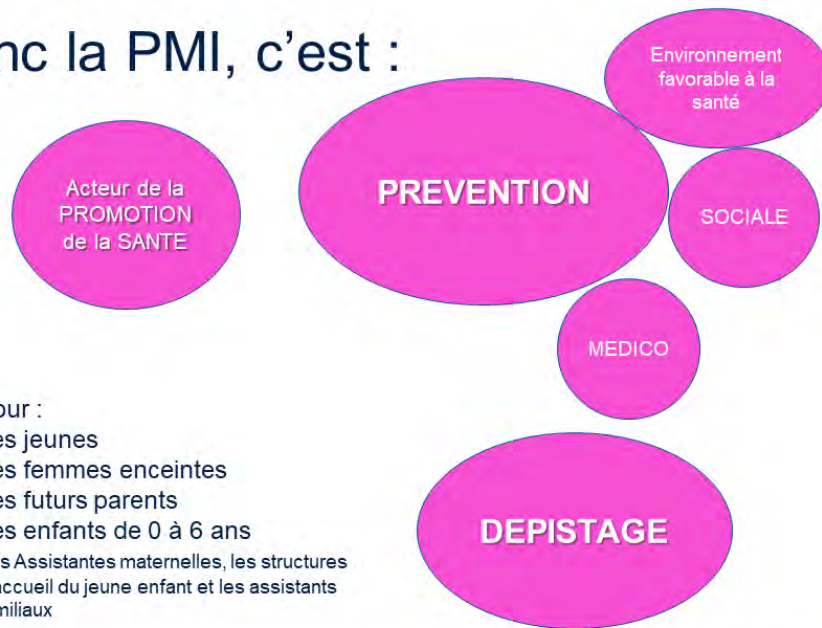 nc la PMI, c’est :
Environnement
favorable à la
santé
Acteur de la
PROMOTION
de la SANTE
PREVENTION
SOCIALE
MEDICO
our :
es jeunes
es femmes enceintes
es futurs parents
es enfants de 0 à 6 ans
s Assistantes maternelles, les structures
accueil du jeune enfant et les assistants
miliaux
DEPISTAGE